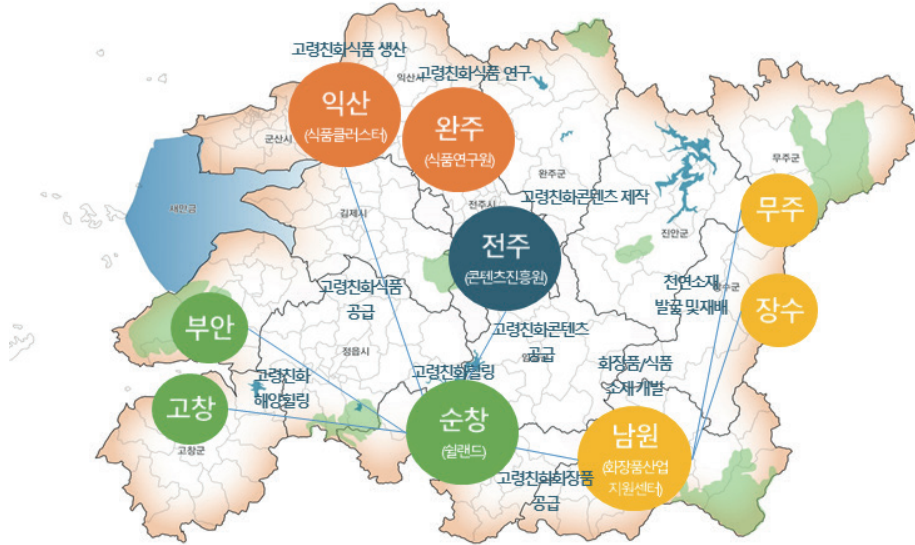 고령친화식품 생산
익산시
고령친화식품 연구
익산
(식품클러스터)
군산시
완주
(식품연구원)
완주군
무주군
고령친화콘텐츠 제작
새만금
김제시
전주시
무주
전주
(콘텐츠진흥원)
진안군
고령친화식품
공급
천연소재
발굴 및재배
장수
부안
고령친화콘텐츠
공급
정읍시
고령친화
해양힐링
고령친화힐링
화장품/식품
소재개발
고창
고창군
순창
(쉴랜드)
남원
(화장품산업
지원센터)
고령친화화장품
공급